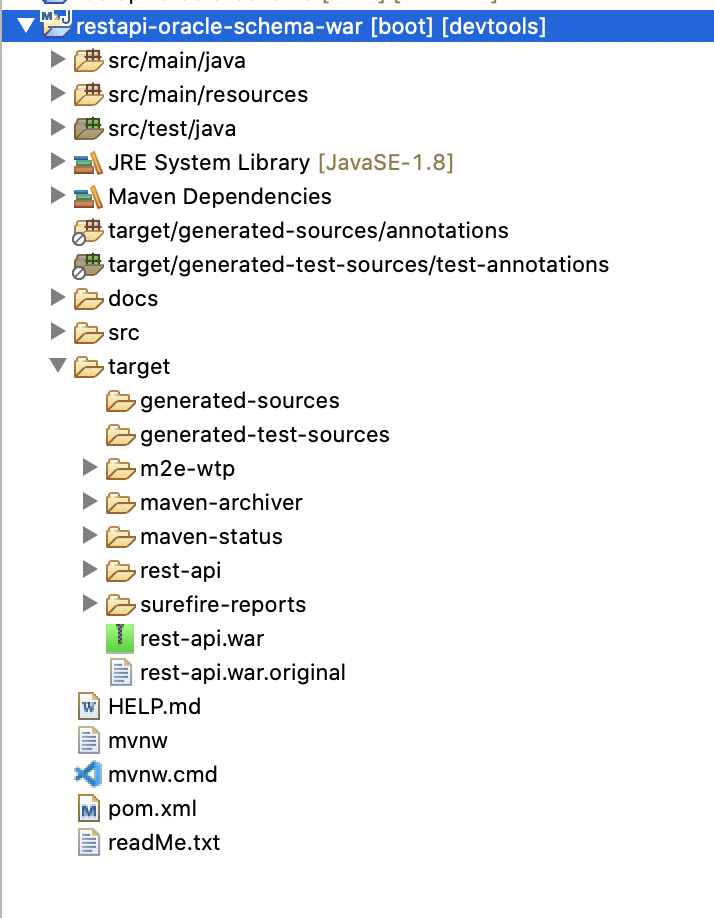 restapi-oracle-schema-war [boot] [devtools]
src/main/java
src/main/resources
src/test/java
JRE System Library [JavaSE-1.8]
Maven Dependencies
target/generated-sources/annotations
target/generated-test-sources/test-annotations
docs
src
target
generated-sources
generated-test-sources
m2e-wtp
maven-archiver
maven-status
rest-api
surefire-reports
rest-api.war
rest-api.war.original
HELP.md
mvnw
mvnw.cmd
pom.xml
readMe.txt